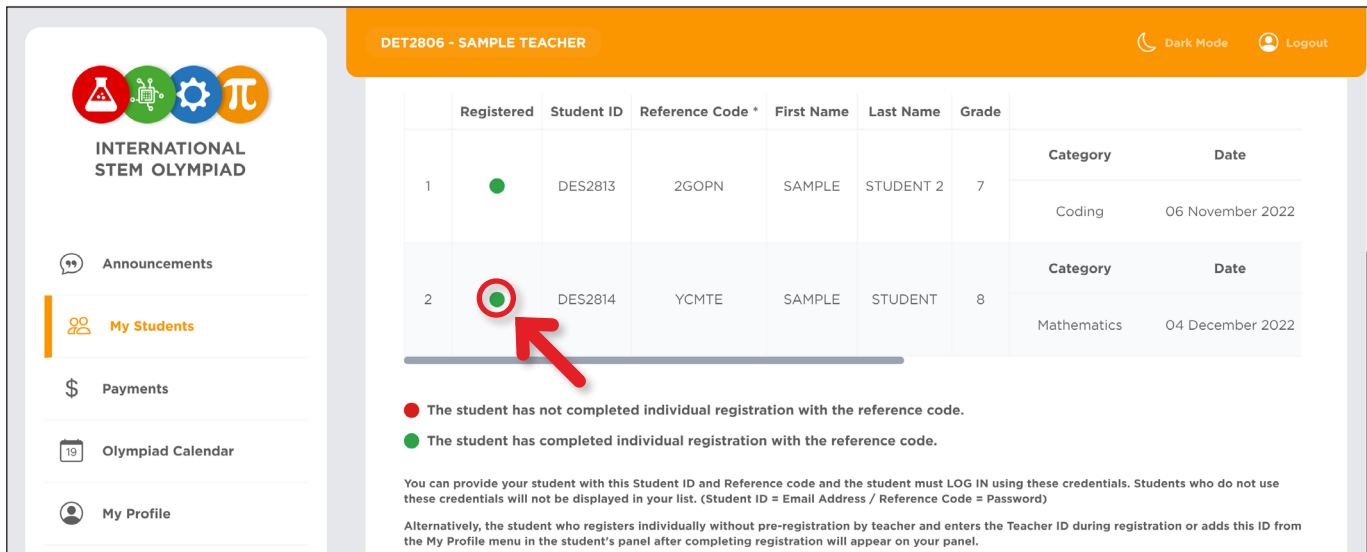 DET2806 - SAMPLE TEACHER
Dark Mode
Logout
π
INTERNATIONAL
STEM OLYMPIAD
Announcements
My Students
$ Payments
19 Olympiad Calendar
My Profile
Registered Student ID Reference Code * First Name Last Name Grade
Category Date
1 DES2813 2GOPN SAMPLE STUDENT 2 7
Coding 06 November 2022
Category Date
2 DES2814 YCMTE SAMPLE STUDENT 8
Mathematics 04 December 2022
The student has not completed individual registration with the reference code.
The student has completed individual registration with the reference code.
You can provide your student with this Student ID and Reference code and the student must LOG IN using these credentials. Students who do not use
these credentials will not be displayed in your list. (Student ID = Email Address / Reference Code = Password)
Alternatively, the student who registers individually without pre-registration by teacher and enters the Teacher ID during registration or adds this ID from
the My Profile menu in the student's panel after completing registration will appear on your panel.